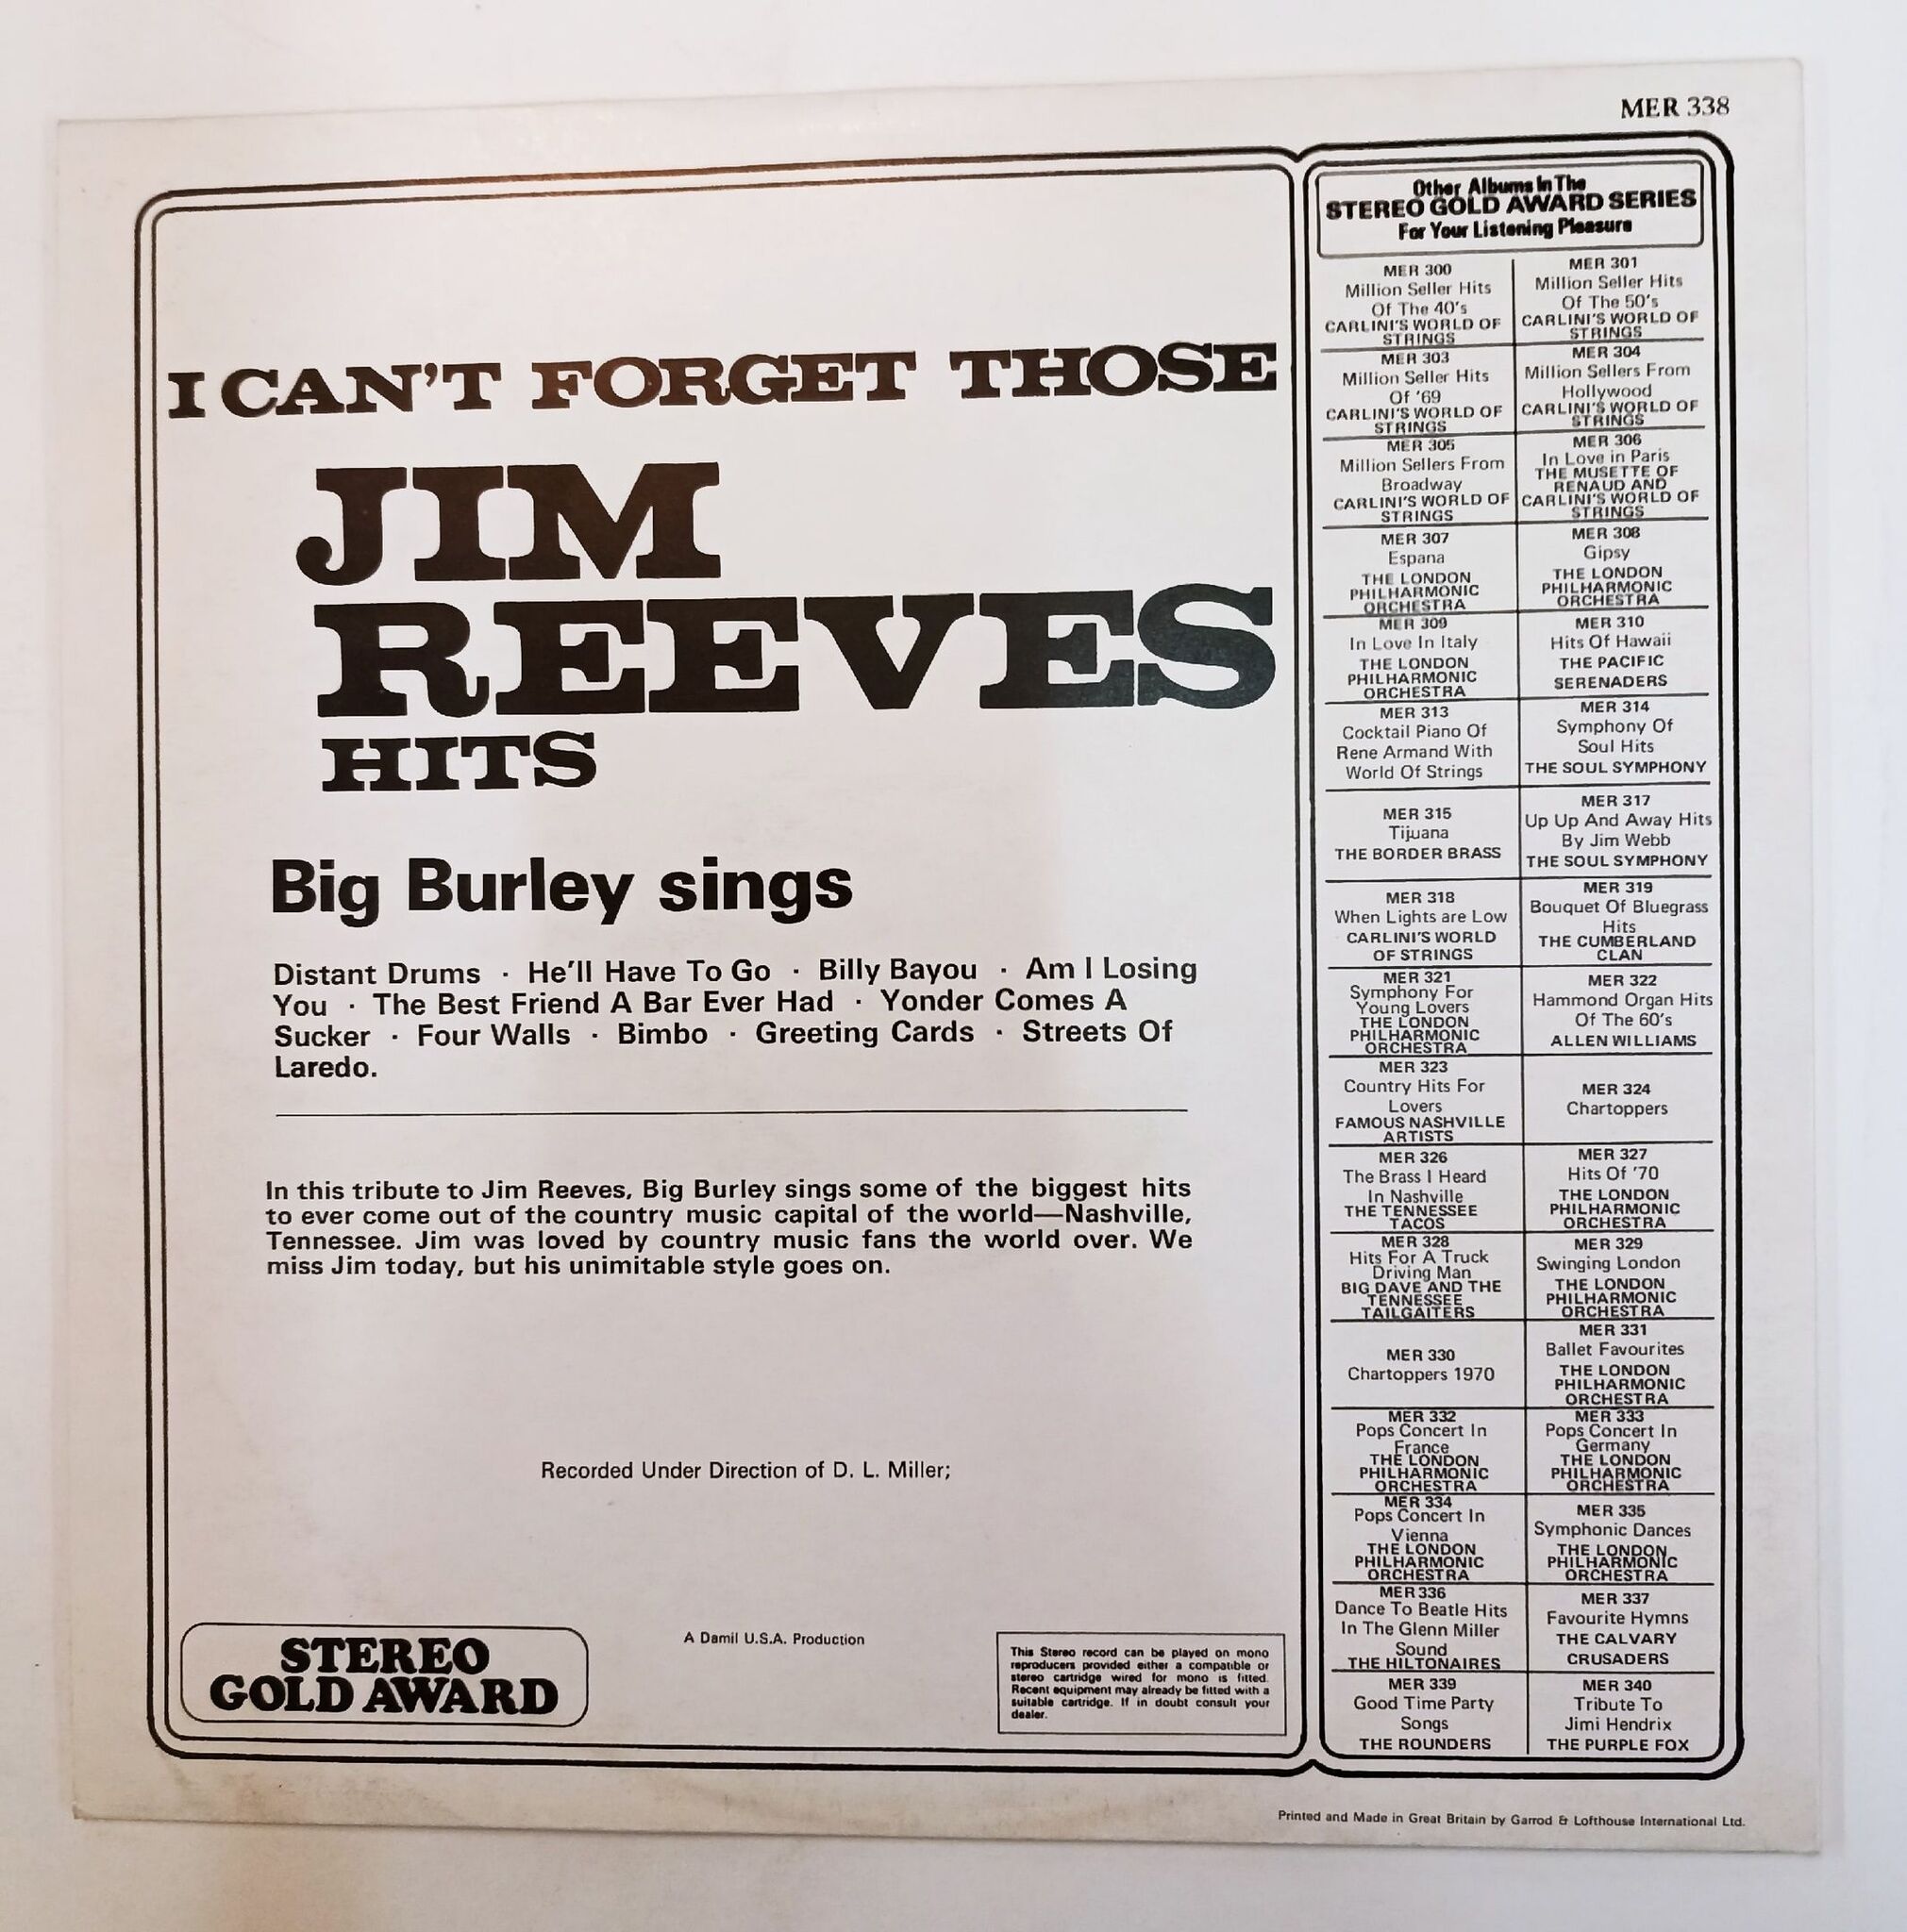 MER 338
I CAN'T FORGET THOSE
JIM
REEVES
HITS
Big Burley sings
Distant Drums · He'll Have To Go · Billy Bayou · Am I Losing
You · The Best Friend A Bar Ever Had · Yonder Comes A
Sucker · Four Walls · Bimbo · Greeting Cards · Streets Of
Laredo.
In this tribute to Jim Reeves, Big Burley sings some of the biggest hits
to ever come out of the country music capital of the world—Nashville,
Tennessee. Jim was loved by country music fans the world over. We
miss Jim today, but his unimitable style goes on.
Recorded Under Direction of D. L. Miller;
STEREO
GOLD AWARD
A Damil U.S.A. Production
This Stereo record can be played on mono
reproducers provided either a compatible or
stereo cartridge wired for mono is fitted.
Recent equipment may already be fitted with a
suitable cartridge. If in doubt consult your
dealer.
Other Albums In The
STEREO GOLD AWARD SERIES
For Your Listening Pleasure
MER 300
Million Seller Hits
Of The 40's
CARLINI'S WORLD OF
STRINGS
MER 301
Million Seller Hits
Of The 50's
CARLINI'S WORLD OF
STRINGS
MER 303
Million Seller Hits
Of '69
CARLINI'S WORLD OF
STRINGS
MER 304
Million Sellers From
Hollywood
CARLINI'S WORLD OF
STRINGS
MER 305
Million Sellers From
Broadway
CARLINI'S WORLD OF
STRINGS
MER 306
In Love in Paris
THE MUSETTE OF
RENAUD AND
CARLINI'S WORLD OF
STRINGS
MER 307
Espana
THE LONDON
PHILHARMONIC
ORCHESTRA
MER 308
Gipsy
THE LONDON
PHILHARMONIC
ORCHESTRA
MER 309
In Love In Italy
THE LONDON
PHILHARMONIC
ORCHESTRA
MER 310
Hits Of Hawaii
THE PACIFIC
SERENADERS
MER 313
Cocktail Piano Of
Rene Armand With
World Of Strings
MER 314
Symphony Of
Soul Hits
THE SOUL SYMPHONY
MER 315
Tijuana
THE BORDER BRASS
MER 317
Up Up And Away Hits
By Jim Webb
THE SOUL SYMPHONY
MER 318
When Lights are Low
CARLINI'S WORLD
OF STRINGS
MER 319
Bouquet Of Bluegrass
Hits
THE CUMBERLAND
CLAN
MER 321
Symphony For
Young Lovers
THE LONDON
PHILHARMONIC
ORCHESTRA
MER 322
Hammond Organ Hits
Of The 60's
ALLEN WILLIAMS
MER 323
Country Hits For
Lovers
FAMOUS NASHVILLE
ARTISTS
MER 324
Chartoppers
MER 326
The Brass I Heard
In Nashville
THE TENNESSEE
TACOS
MER 327
Hits Of '70
THE LONDON
PHILHARMONIC
ORCHESTRA
MER 328
Hits For A Truck
Driving Man
BIG DAVE AND THE
TENNESSEE
TAILGAITERS
MER 329
Swinging London
THE LONDON
PHILHARMONIC
ORCHESTRA
MER 330
Chartoppers 1970
MER 331
Ballet Favourites
THE LONDON
PHILHARMONIC
ORCHESTRA
MER 332
Pops Concert In
France
THE LONDON
PHILHARMONIC
ORCHESTRA
MER 333
Pops Concert In
Germany
THE LONDON
PHILHARMONIC
ORCHESTRA
MER 334
Pops Concert In
Vienna
THE LONDON
PHILHARMONIC
ORCHESTRA
MER 335
Symphonic Dances
THE LONDON
PHILHARMONIC
ORCHESTRA
MER 336
Dance To Beatle Hits
In The Glenn Miller
Sound
THE HILTONAIRES
MER 337
Favourite Hymns
THE CALVARY
CRUSADERS
MER 339
Good Time Party
Songs
THE ROUNDERS
MER 340
Tribute To
Jimi Hendrix
THE PURPLE FOX
Printed and Made in Great Britain by Garrod & Lofthouse International Ltd.